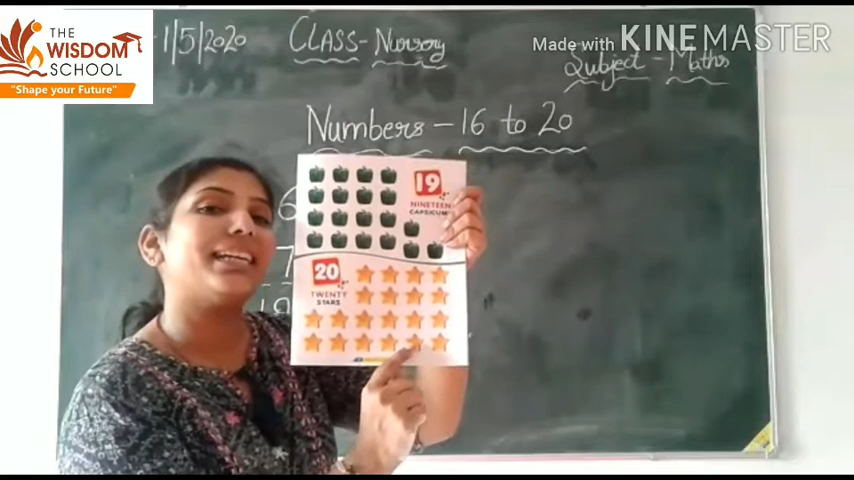 THE
WISDOM
SCHOOL
"Shape your Future"
1/5/2020
CLASS - Nursery
Made with KINEMASTER
Subject - Maths
Numbers - 16 to 20
19
NINETEEN
CAPSICUM
20
TWENTY
STARS